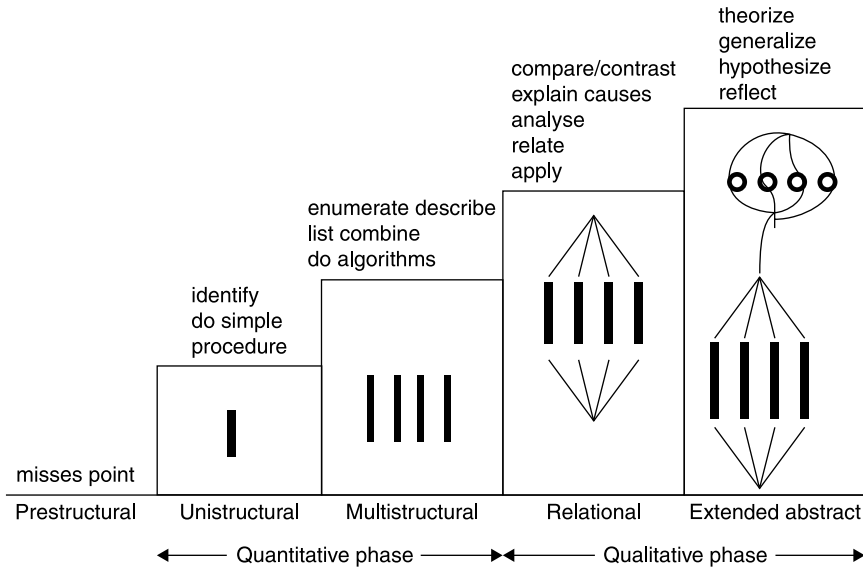 theorize
generalize
hypothesize
reflect
compare/contrast
explain causes
analyse
relate
apply
enumerate describe
list combine
do algorithms
identify
do simple
procedure
misses point
Prestructural
Unistructural
Multistructural
Relational
Extended abstract
Quantitative phase
Qualitative phase